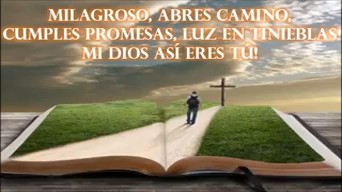 MILAGROSO, ABRES CAMINO,
CUMPLES PROMESAS, LUZ EN TINIEBLAS
MI DIOS ASÍ ERES TÚ!